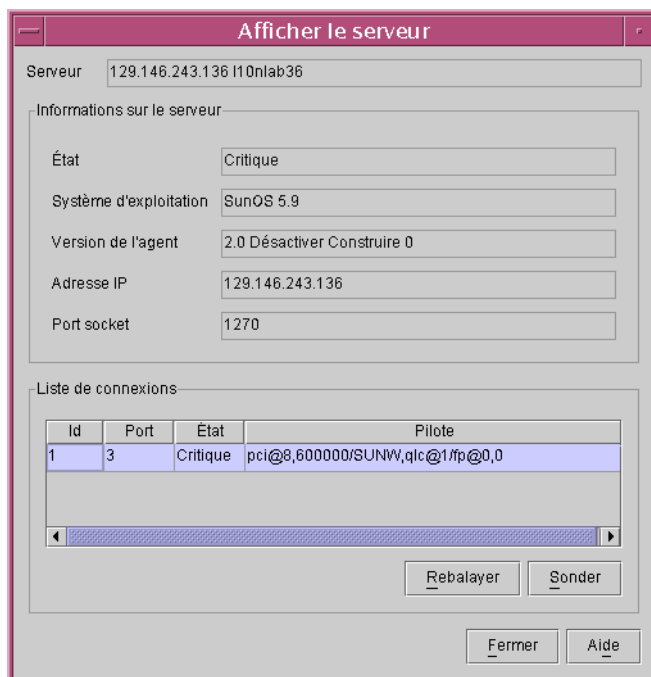 Afficher le serveur
Serveur 129.146.243.136 l10nlab36
Informations sur le serveur
État Critique
Système d'exploitation SunOS 5.9
Version de l'agent 2.0 Désactiver Construire 0
Adresse IP 129.146.243.136
Port socket 1270
Liste de connexions
Id Port État Pilote
1 3 Critique pci@8,600000/SUNW,qlc@1/fp@0,0
Rebalayer Sonder
Fermer Aide